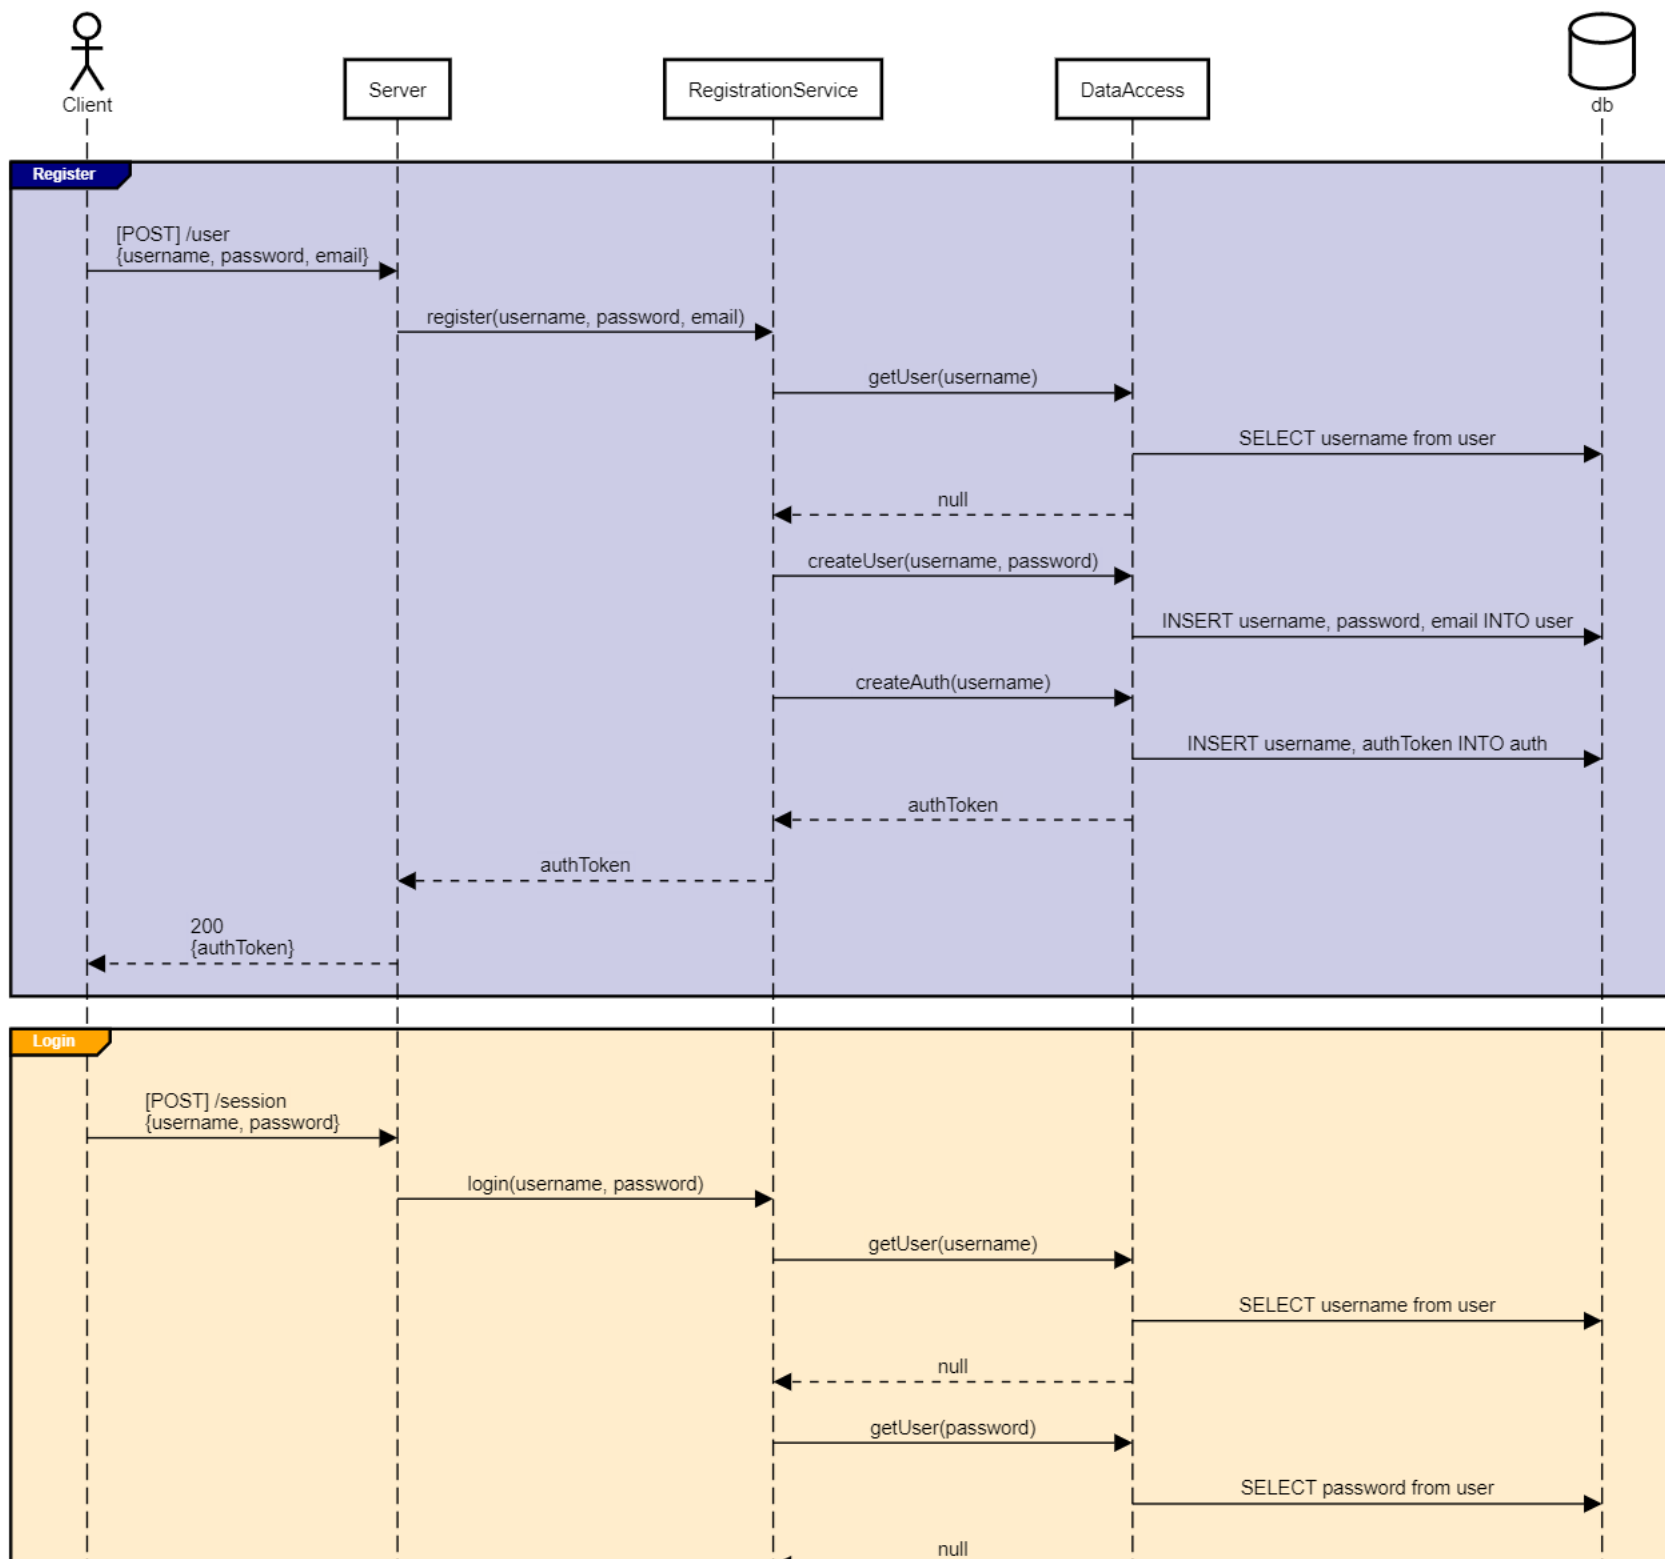 Client
Server
RegistrationService
DataAccess
db
Register
[POST] /user
{username, password, email}
register(username, password, email)
getUser(username)
SELECT username from user
null
createUser(username, password)
INSERT username, password, email INTO user
createAuth(username)
INSERT username, authToken INTO auth
authToken
authToken
200
{authToken}
Login
[POST] /session
{username, password}
login(username, password)
getUser(username)
SELECT username from user
null
getUser(password)
SELECT password from user
null